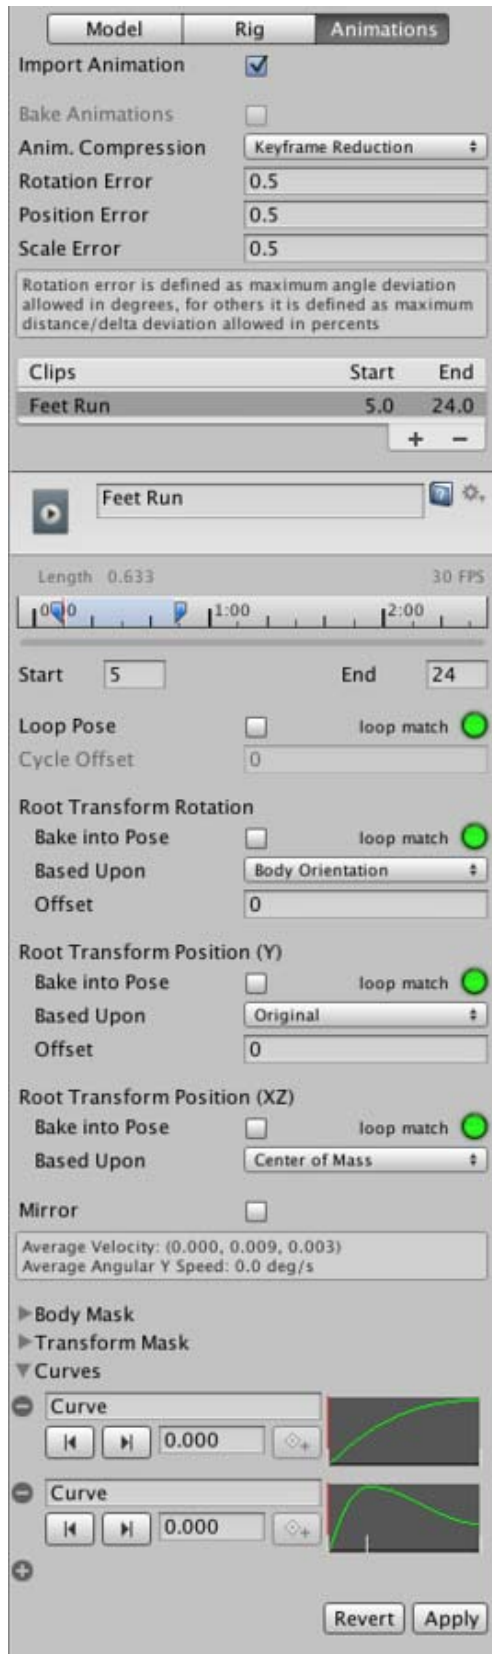 Model Rig Animations
Import Animation
Bake Animations
Anim. Compression Keyframe Reduction
Rotation Error 0.5
Position Error 0.5
Scale Error 0.5
Rotation error is defined as maximum angle deviation
allowed in degrees, for others it is defined as maximum
distance/delta deviation allowed in percents
Clips Start End
Feet Run 5.0 24.0
+ −
Feet Run
Length 0.633 30 FPS
1:00 2:00
Start 5 End 24
Loop Pose loop match
Cycle Offset 0
Root Transform Rotation
Bake into Pose loop match
Based Upon Body Orientation
Offset 0
Root Transform Position (Y)
Bake into Pose loop match
Based Upon Original
Offset 0
Root Transform Position (XZ)
Bake into Pose loop match
Based Upon Center of Mass
Mirror
Average Velocity: (0.000, 0.009, 0.003)
Average Angular Y Speed: 0.0 deg/s
Body Mask
Transform Mask
Curves
Curve
0.000
Curve
0.000
Revert Apply